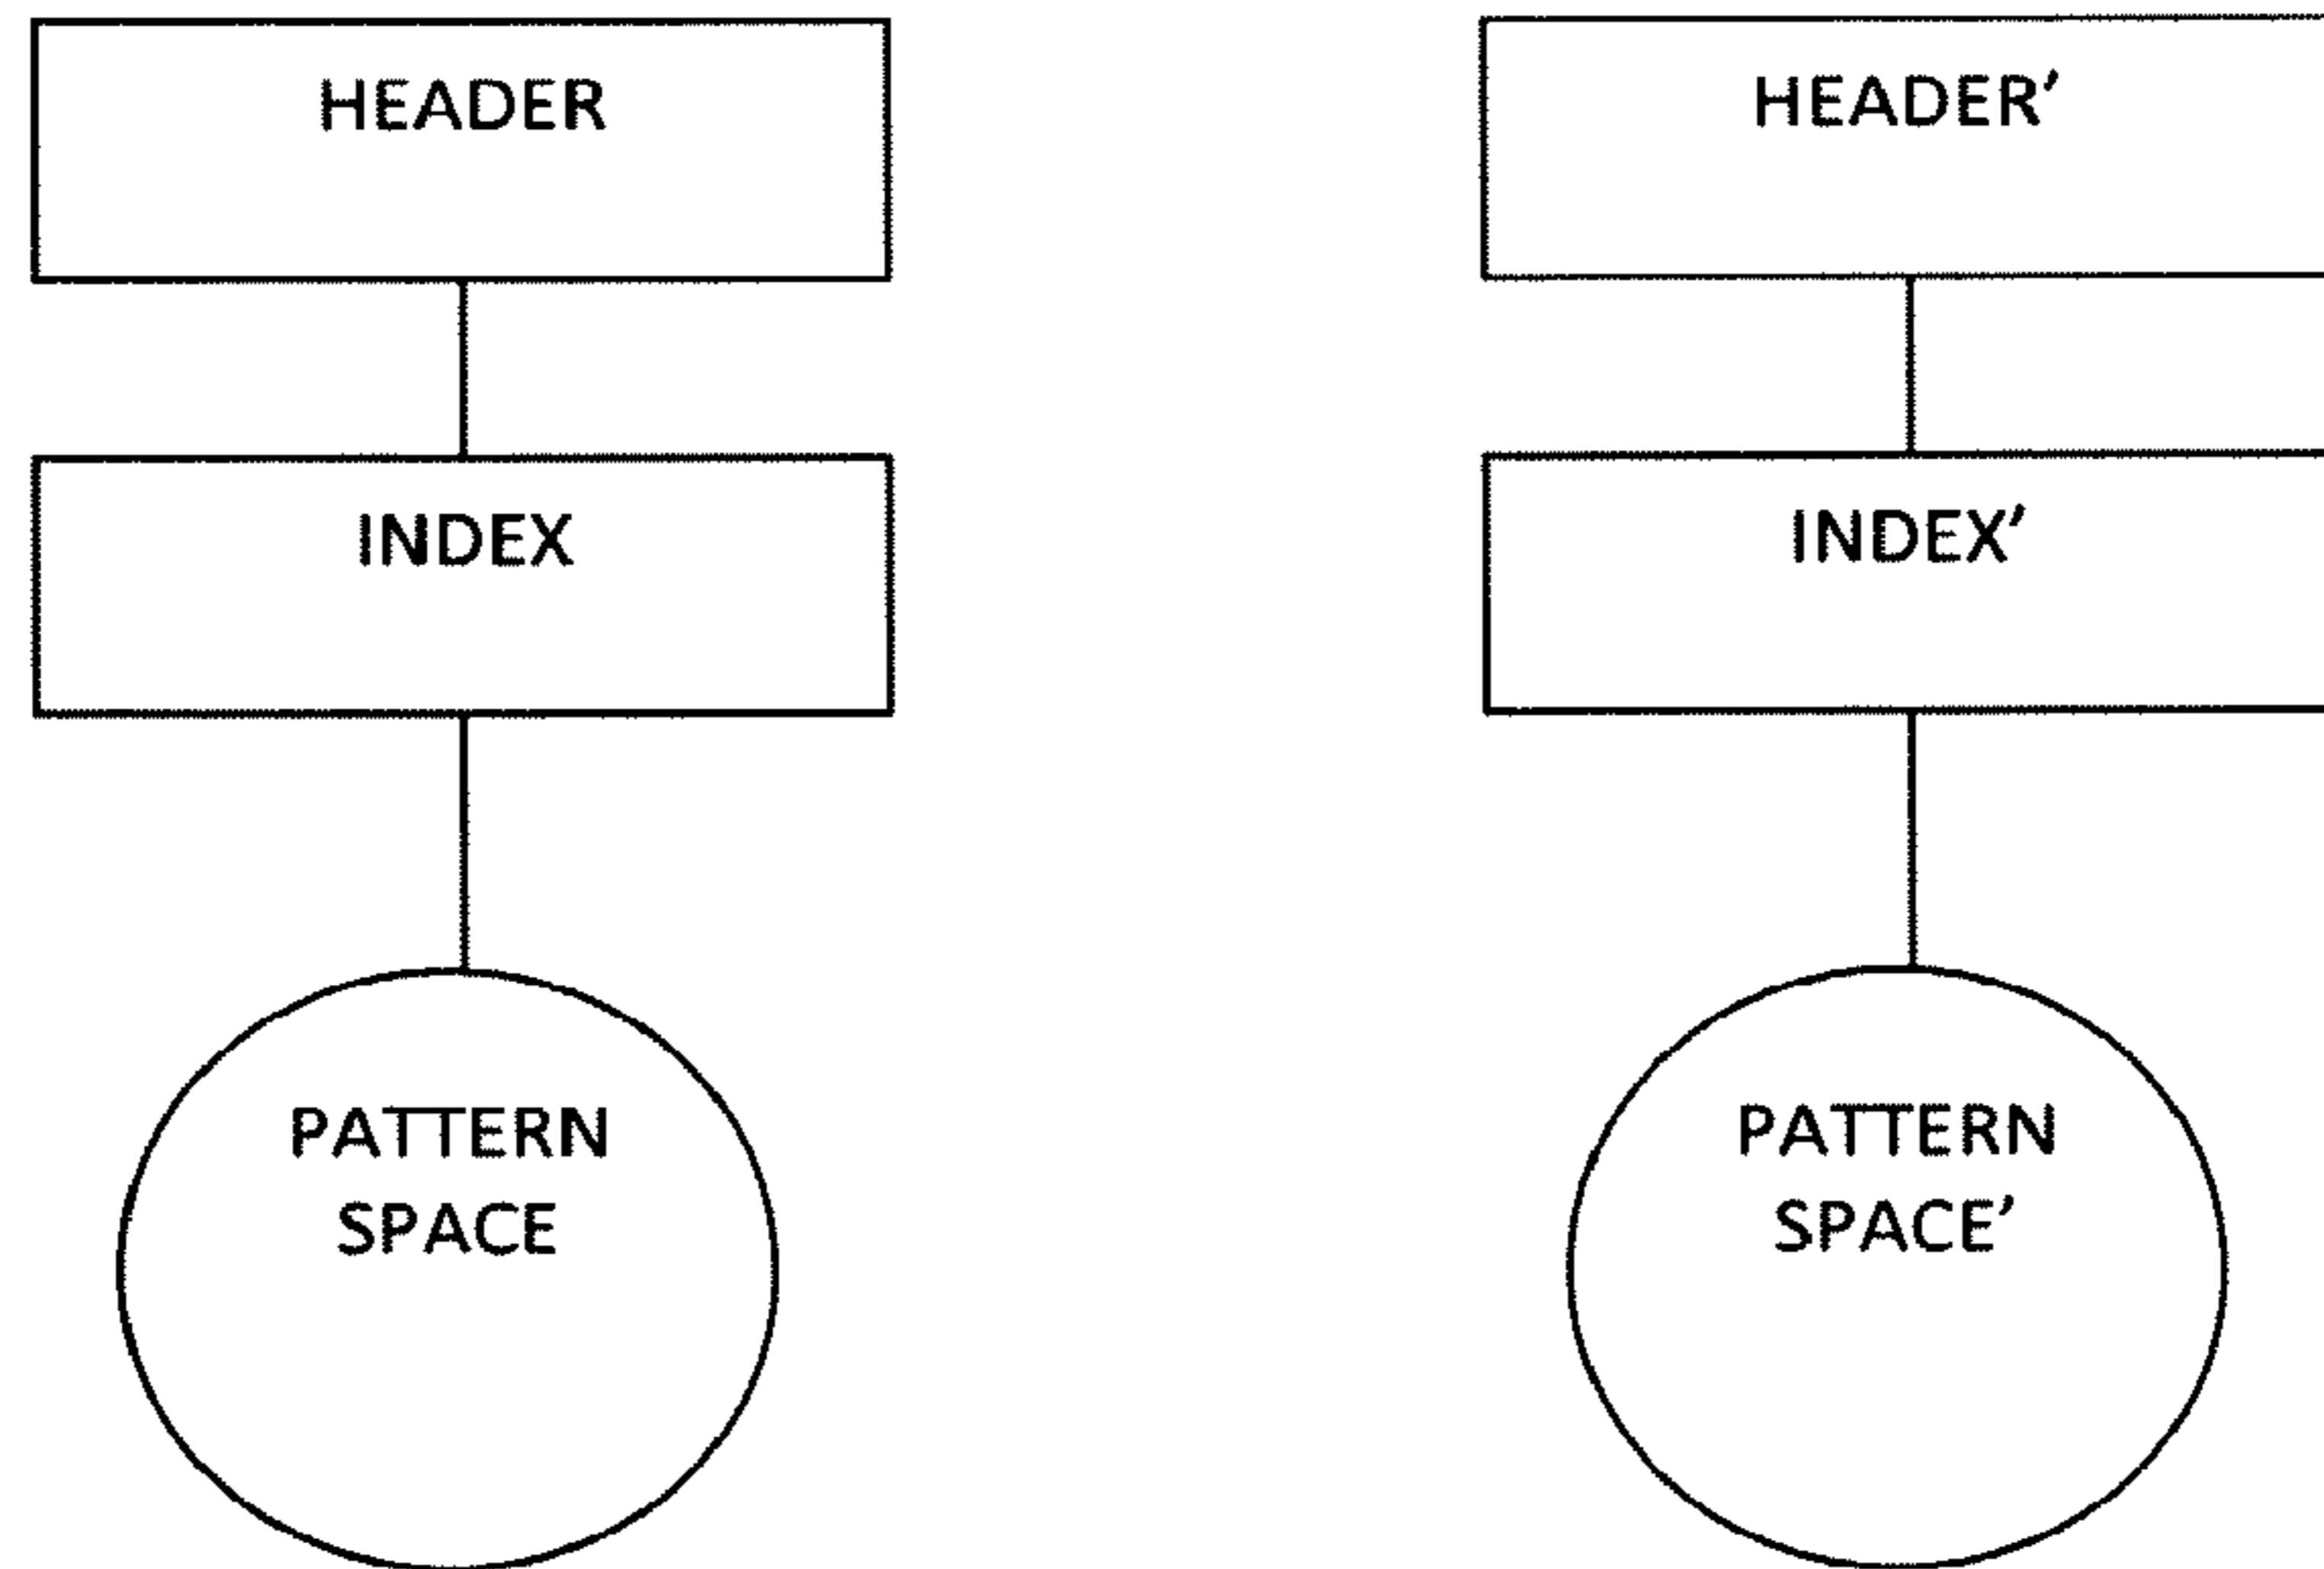 HEADER
INDEX
PATTERN
SPACE
HEADER’
INDEX’
PATTERN
SPACE’